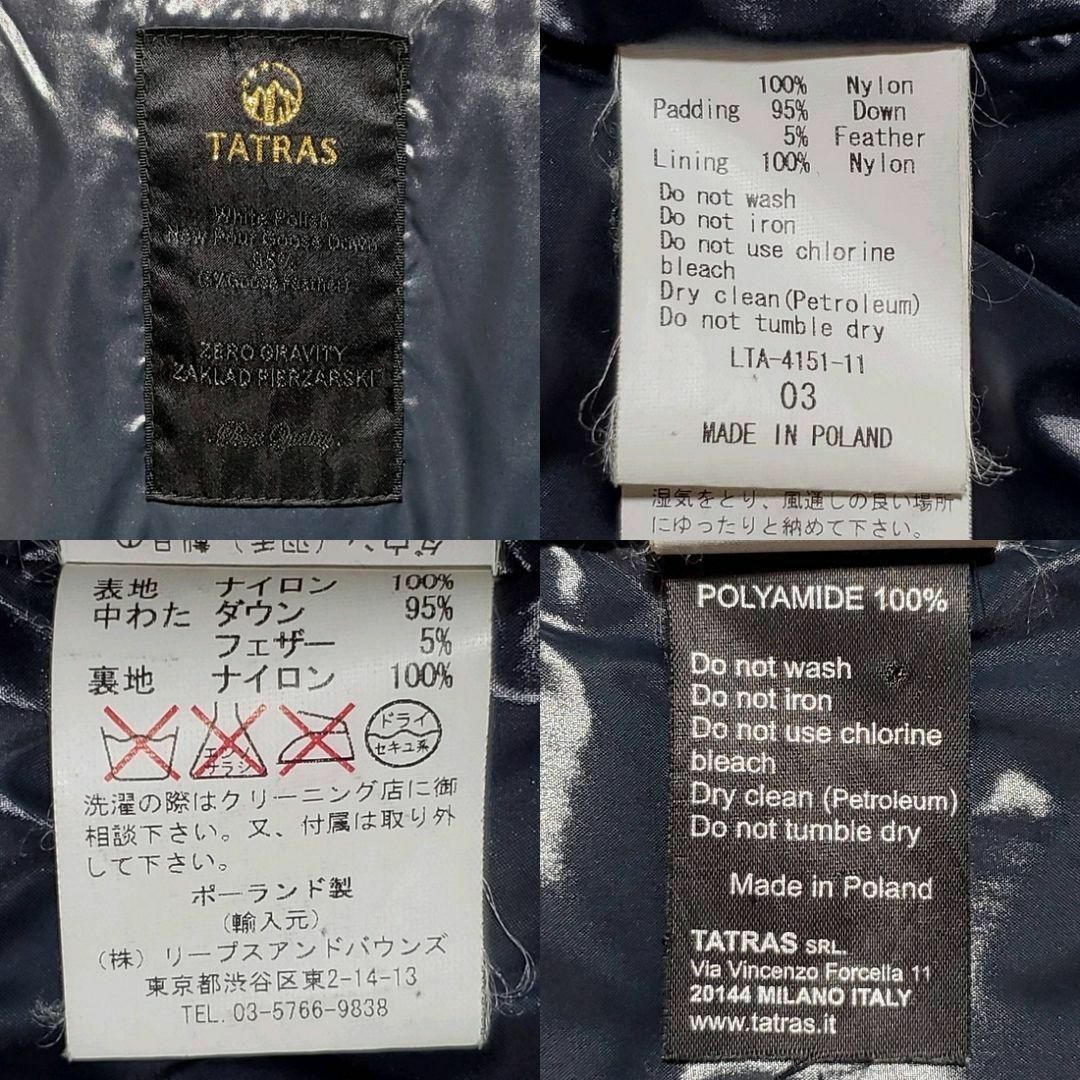 TATRAS
White Polish
New Pour Goose Down
95%
ZERO GRAVITY
ZAKLAD PIERZARSKI
100% Nylon
Padding 95% Down
5% Feather
Lining 100% Nylon
Do not wash
Do not iron
Do not use chlorine
bleach
Dry clean(Petroleum)
Do not tumble dry
LTA-4151-11
03
MADE IN POLAND
湿気をとり、風通しの良い場所
にゆったりと納めて下さい。
表地 ナイロン 100%
中わた ダウン 95%
フェザー 5%
裏地 ナイロン 100%
エンソ
サラシ
ドライ
セキユ系
洗濯の際はクリーニング店に御
相談下さい。又、付属は取り外
して下さい。
ポーランド製
(輸入元)
(株) リープスアンドバウンズ
東京都渋谷区東2-14-13
TEL. 03-5766-9838
POLYAMIDE 100%
Do not wash
Do not iron
Do not use chlorine
bleach
Dry clean (Petroleum)
Do not tumble dry
Made in Poland
TATRAS SRL.
Via Vincenzo Forcella 11
20144 MILANO ITALY
www.tatras.it